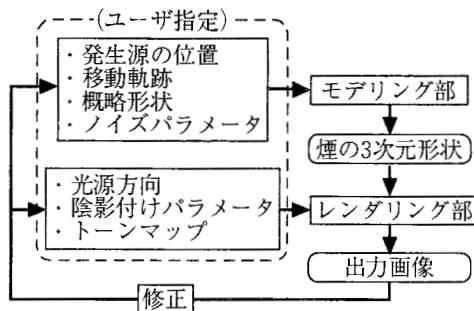 (ユーザ指定)
・発生源の位置
・移動軌跡
・概略形状
・ノイズパラメータ
モデリング部
煙の3次元形状
・光源方向
・陰影付けパラメータ
・トーンマップ
レンダリング部
出力画像
修正